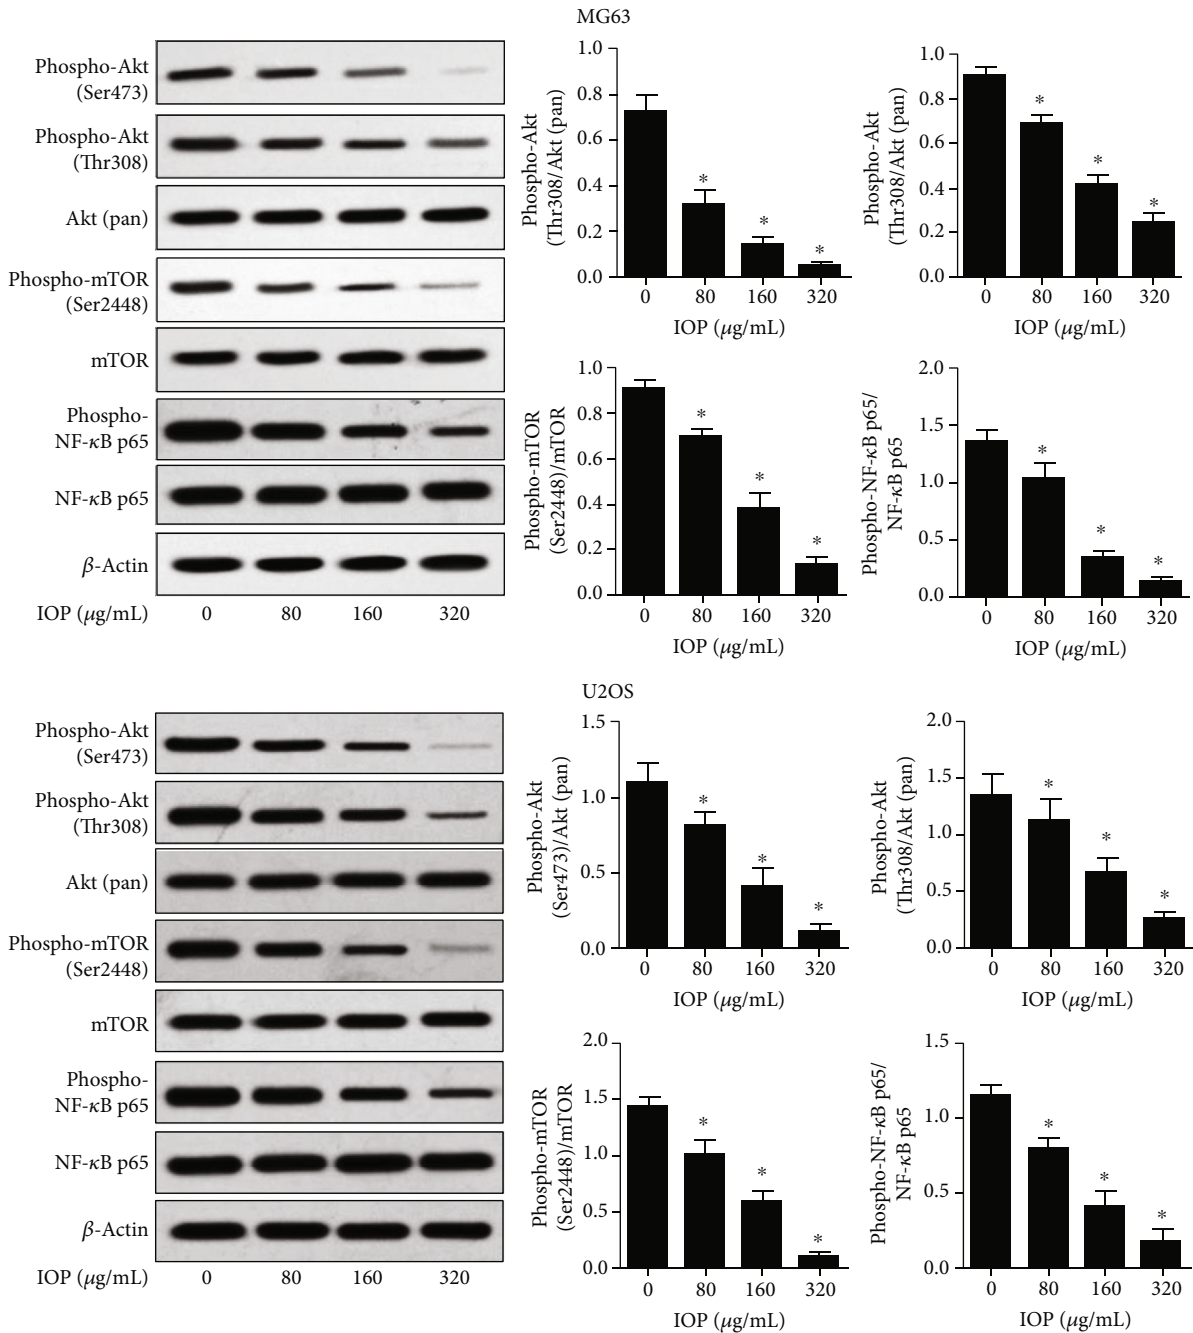 MG63
Phospho-Akt
(Ser473)
Phospho-Akt
(Thr308)
Akt (pan)
Phospho-mTOR
(Ser2448)
mTOR
Phospho-
NF-κB p65
NF-κB p65
β-Actin
IOP (μg/mL) 0 80 160 320
Phospho-Akt
(Thr308/Akt (pan)
1.0
0.8
0.6
0.4
0.2
0.0
* * *
0 80 160 320
IOP (μg/mL)
Phospho-Akt
(Thr308/Akt (pan)
1.0
0.8
0.6
0.4
0.2
0.0
* * *
0 80 160 320
IOP (μg/mL)
Phospho-mTOR
(Ser2448)/mTOR
1.0
0.8
0.6
0.4
0.2
0.0
* * *
0 80 160 320
IOP (μg/mL)
Phospho-NF-κB p65/
NF-κB p65
2.0
1.5
1.0
0.5
0.0
* * *
0 80 160 320
IOP (μg/mL)
U2OS
Phospho-Akt
(Ser473)
Phospho-Akt
(Thr308)
Akt (pan)
Phospho-mTOR
(Ser2448)
mTOR
Phospho-
NF-κB p65
NF-κB p65
β-Actin
IOP (μg/mL) 0 80 160 320
Phospho-Akt
(Ser473)/Akt (pan)
1.5
1.0
0.5
0.0
* * *
0 80 160 320
IOP (μg/mL)
Phospho-Akt
(Thr308/Akt (pan)
2.0
1.5
1.0
0.5
0.0
* * *
0 80 160 320
IOP (μg/mL)
Phospho-mTOR
(Ser2448)/mTOR
2.0
1.5
1.0
0.5
0.0
* * *
0 80 160 320
IOP (μg/mL)
Phospho-NF-κB p65/
NF-κB p65
1.5
1.0
0.5
0.0
* * *
0 80 160 320
IOP (μg/mL)